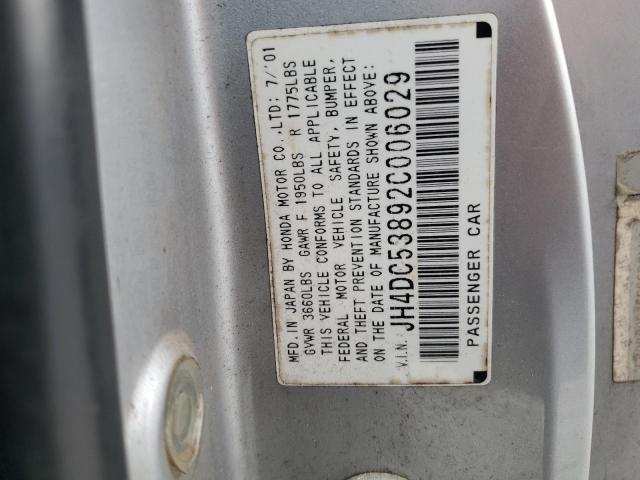 MFD. IN JAPAN BY HONDA MOTOR CO.,LTD: 7/'01
GVWR 3660LBS GAWR F 1950LBS R 1775LBS
THIS VEHICLE CONFORMS TO ALL APPLICABLE
FEDERAL MOTOR VEHICLE SAFETY, BUMPER,
AND THEFT PREVENTION STANDARDS IN EFFECT
ON THE DATE OF MANUFACTURE SHOWN ABOVE:
V.I.N. JH4DC53892C006029
PASSENGER CAR